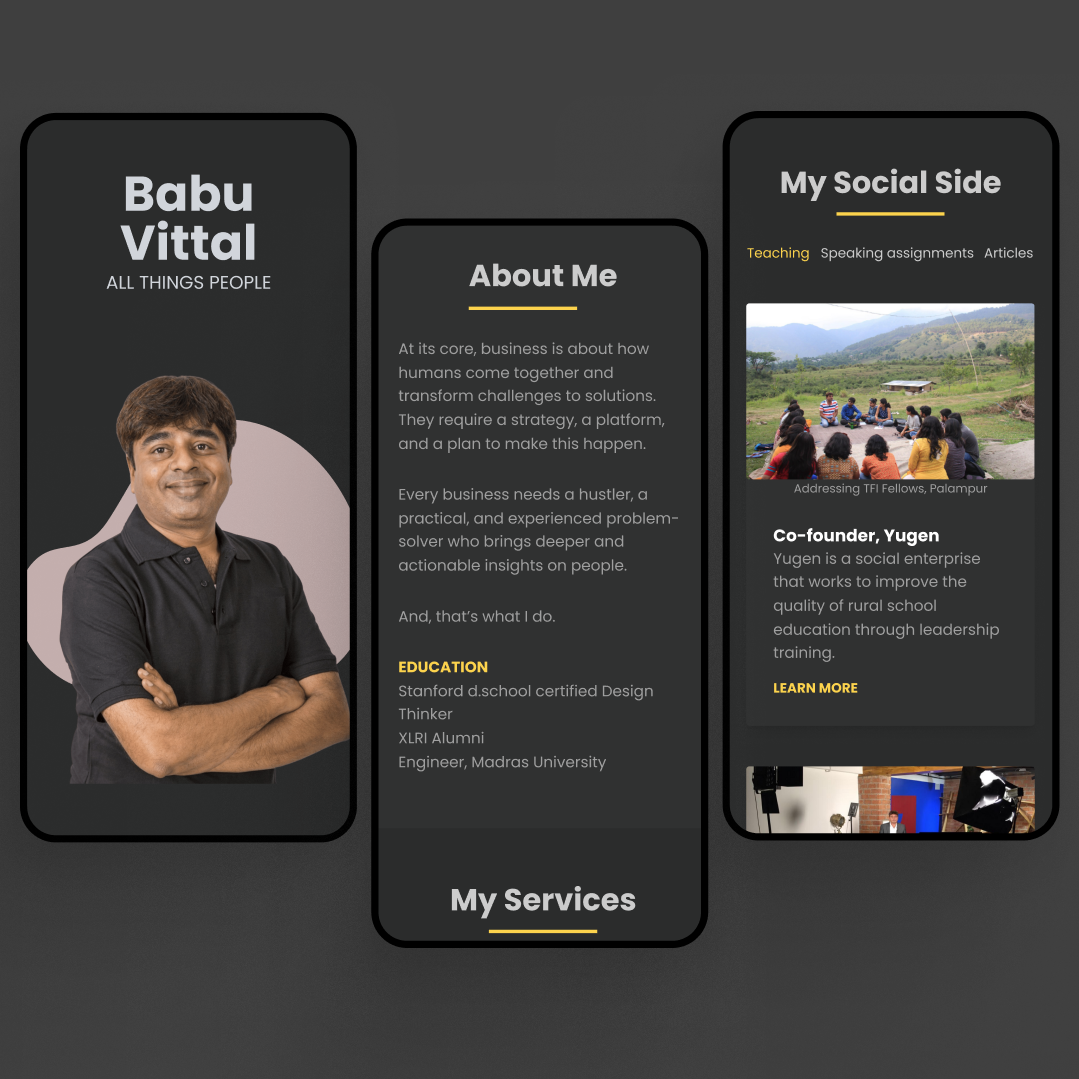 Babu
Vittal
ALL THINGS PEOPLE
About Me
At its core, business is about how
humans come together and
transform challenges to solutions.
They require a strategy, a platform,
and a plan to make this happen.
Every business needs a hustler, a
practical, and experienced problem-
solver who brings deeper and
actionable insights on people.
And, that’s what I do.
EDUCATION
Stanford d.school certified Design
Thinker
XLRI Alumni
Engineer, Madras University
My Services
My Social Side
Teaching Speaking assignments Articles
Addressing TFI Fellows, Palampur
Co-founder, Yugen
Yugen is a social enterprise
that works to improve the
quality of rural school
education through leadership
training.
LEARN MORE